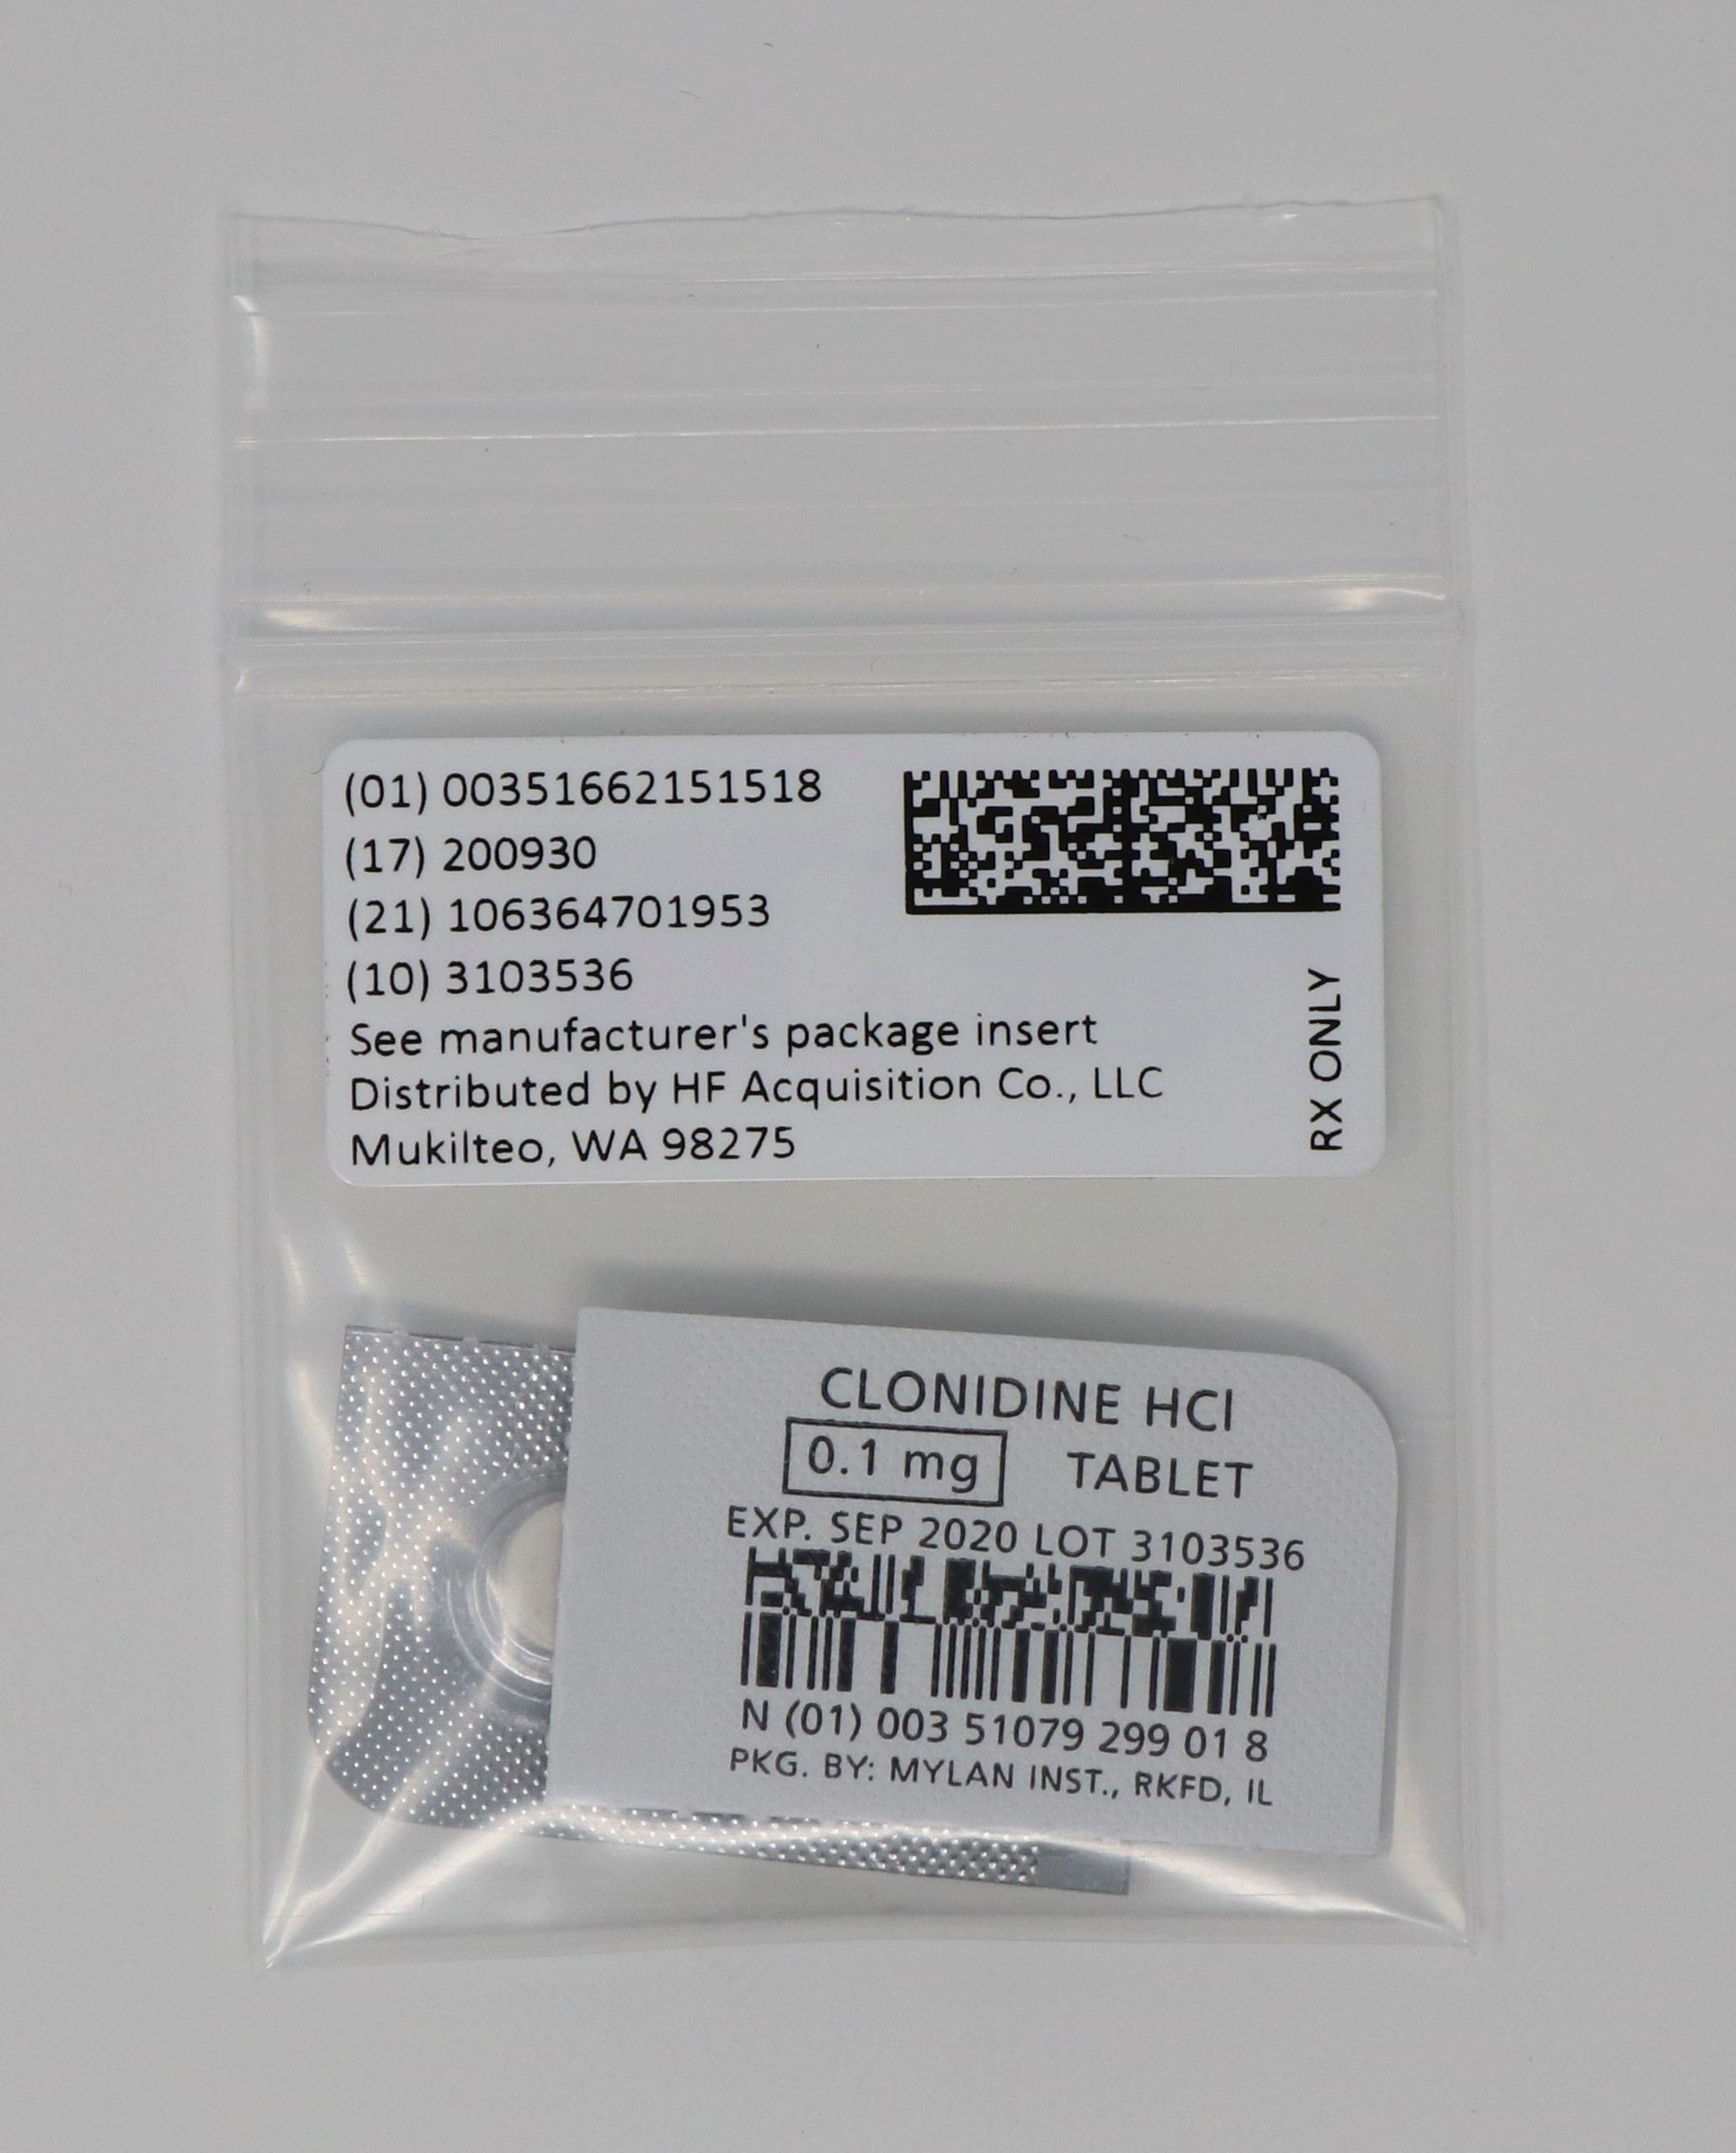 (01) 00351662151518
(17) 200930
(21) 106364701953
(10) 3103536
See manufacturer's package insert
Distributed by HF Acquisition Co., LLC
Mukilteo, WA 98275
RX ONLY
CLONIDINE HCl
0.1 mg TABLET
EXP. SEP 2020 LOT 3103536
N (01) 003 51079 299 01 8
PKG. BY: MYLAN INST., RKFD, IL